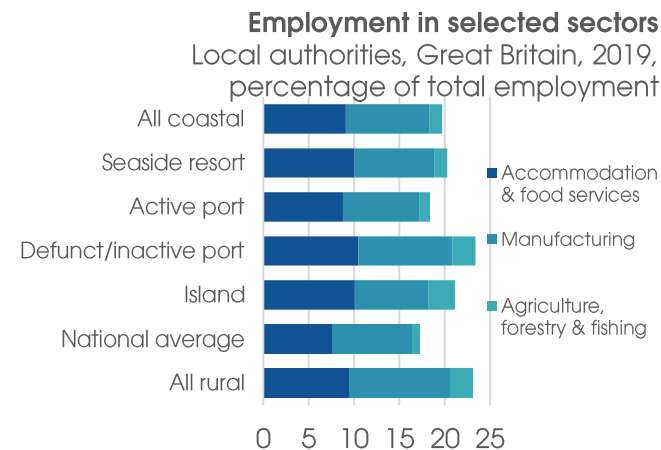 Employment in selected sectors
Local authorities, Great Britain, 2019,
percentage of total employment
All coastal
Seaside resort
Active port
Defunct/inactive port
Island
National average
All rural
0 5 10 15 20 25
Accommodation
& food services
Manufacturing
Agriculture,
forestry & fishing